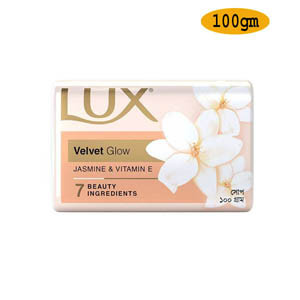 100gm
LUX
Velvet Glow
JASMINE & VITAMIN E
7 BEAUTY
INGREDIENTS
সোপ
১০০ গ্রাম